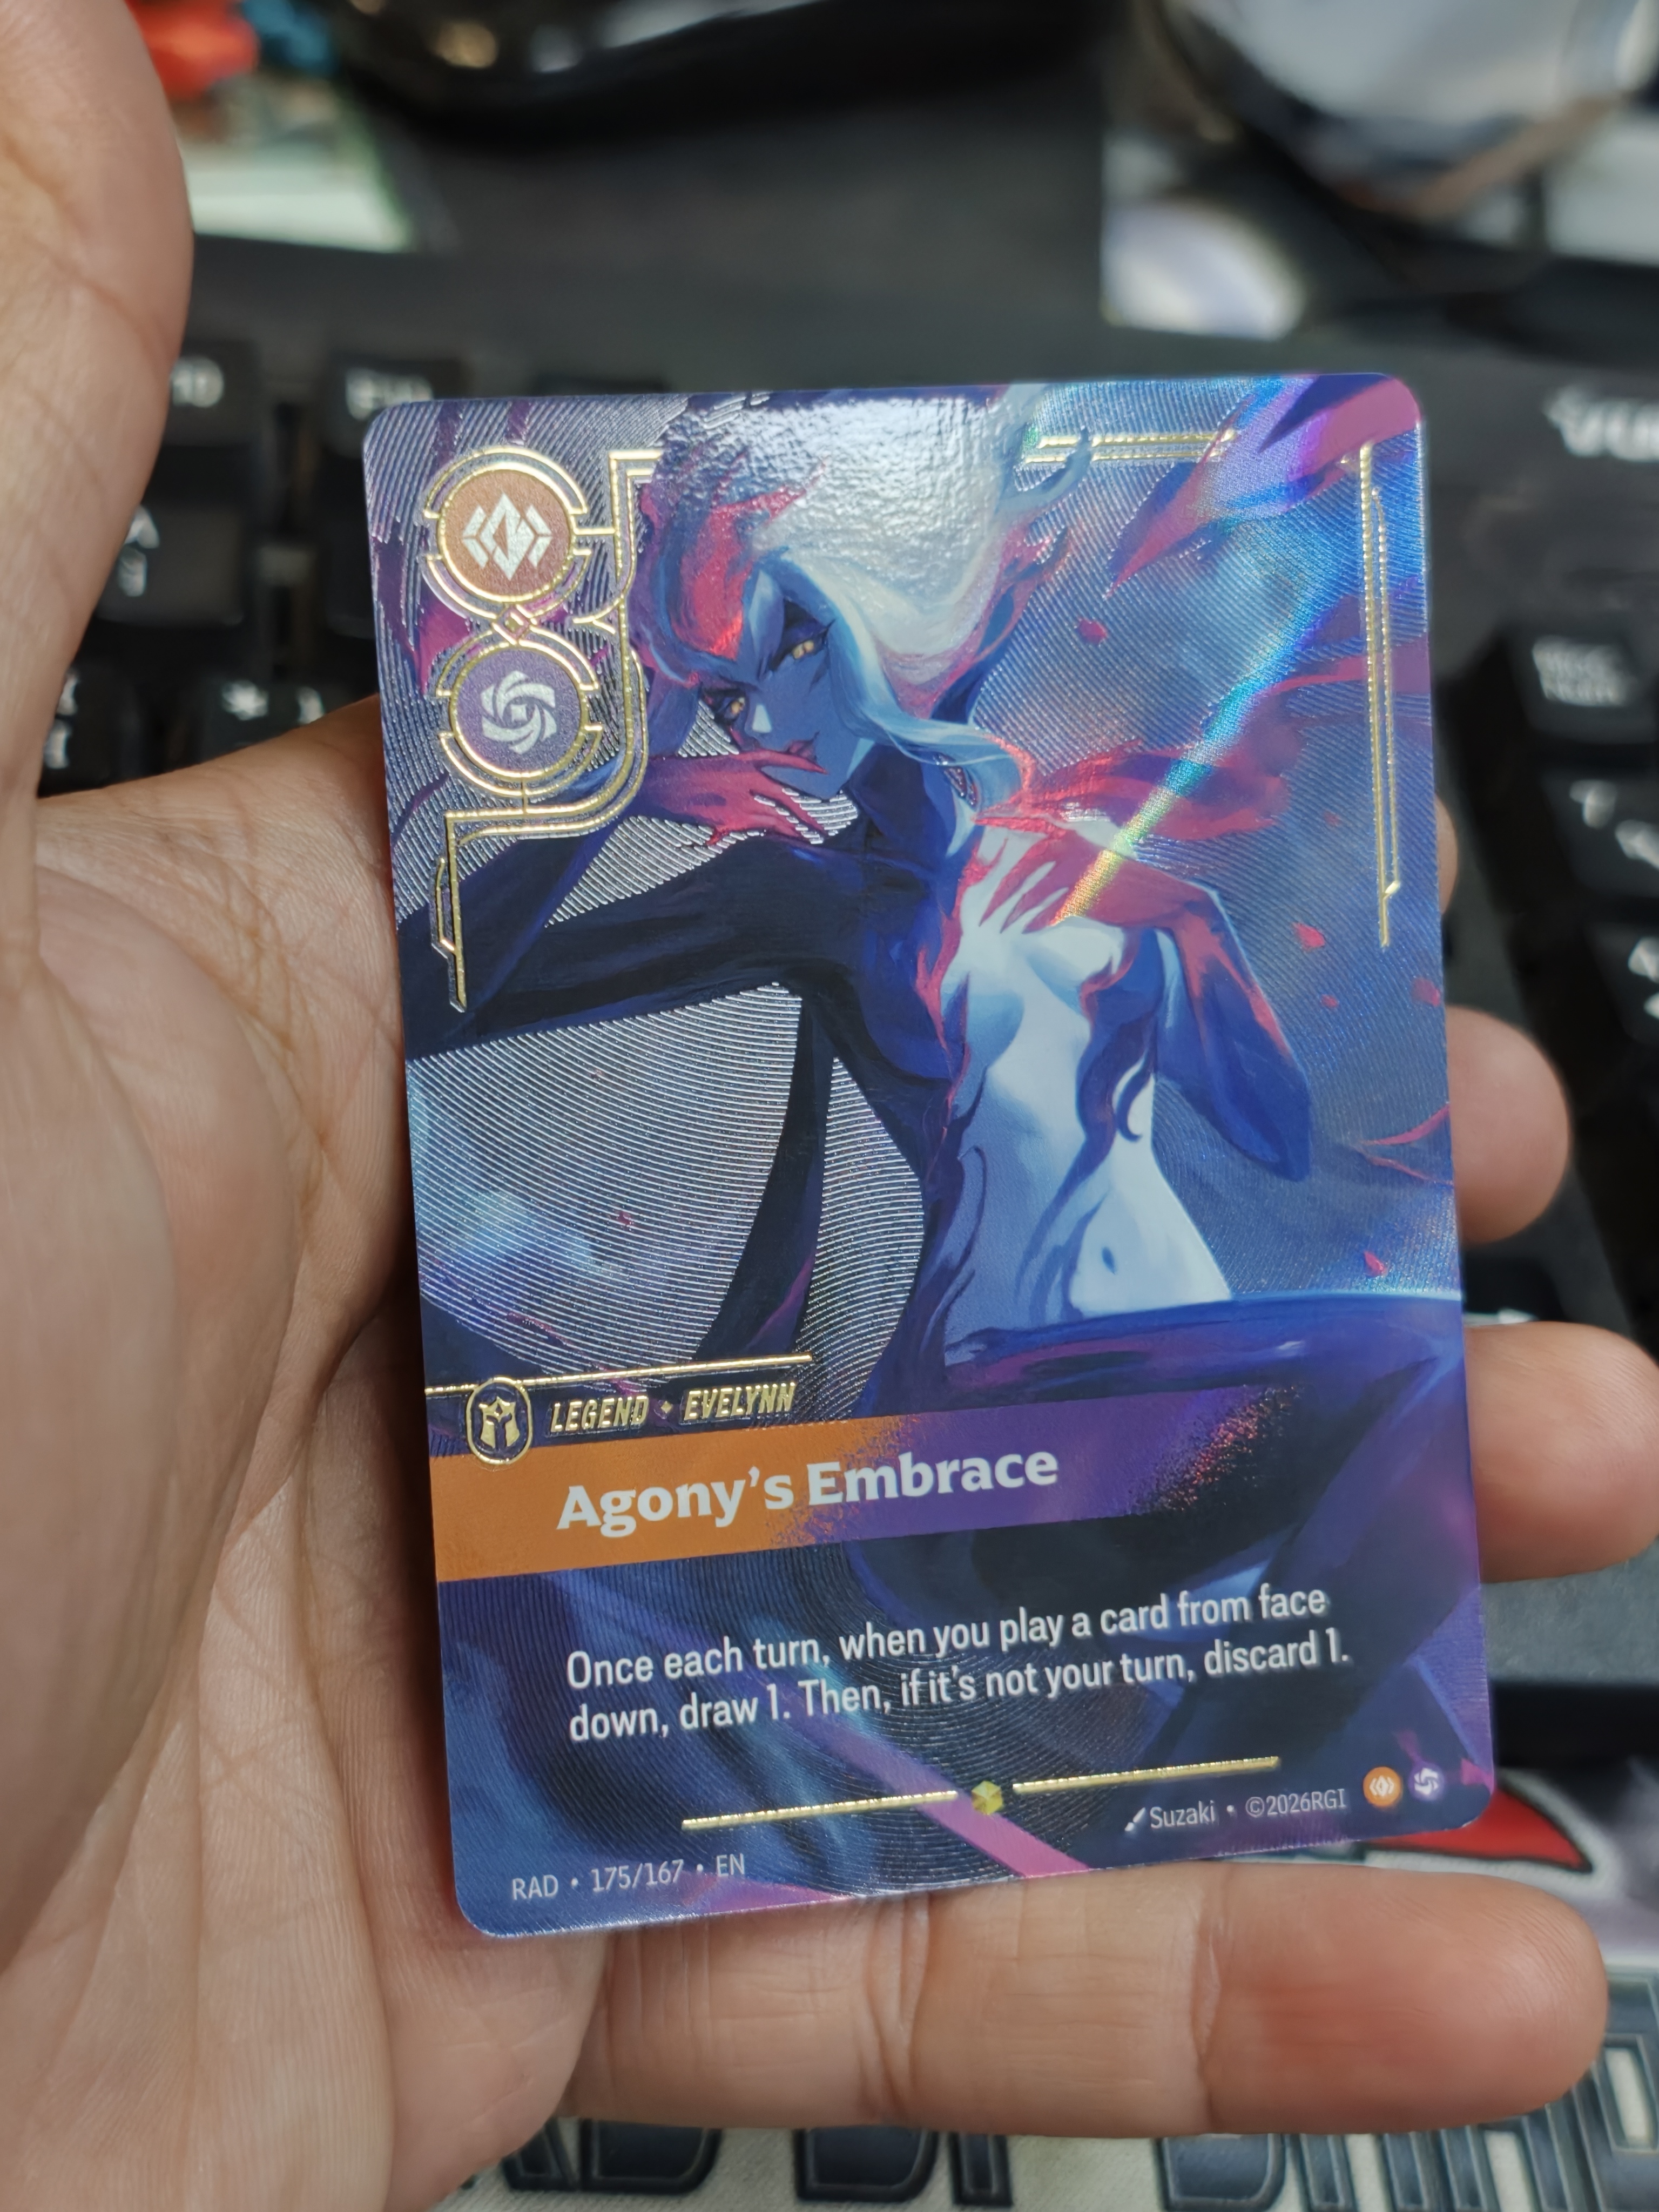 LEGEND • EVELYNN
Agony's Embrace
Once each turn, when you play a card from face
down, draw 1. Then, if it's not your turn, discard 1.
Suzaki • ©2026RGI
RAD • 175/167 • EN